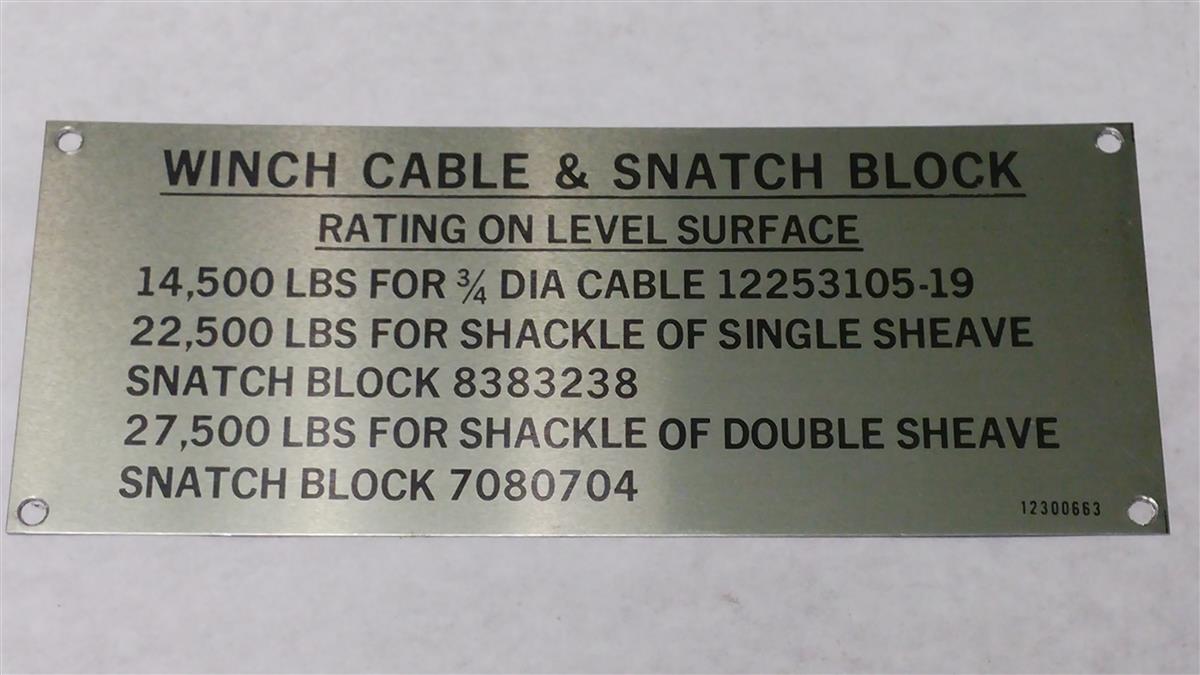 WINCH CABLE & SNATCH BLOCK
RATING ON LEVEL SURFACE
14,500 LBS FOR ¾ DIA CABLE 12253105-19
22,500 LBS FOR SHACKLE OF SINGLE SHEAVE
SNATCH BLOCK 8383238
27,500 LBS FOR SHACKLE OF DOUBLE SHEAVE
SNATCH BLOCK 7080704
12300663